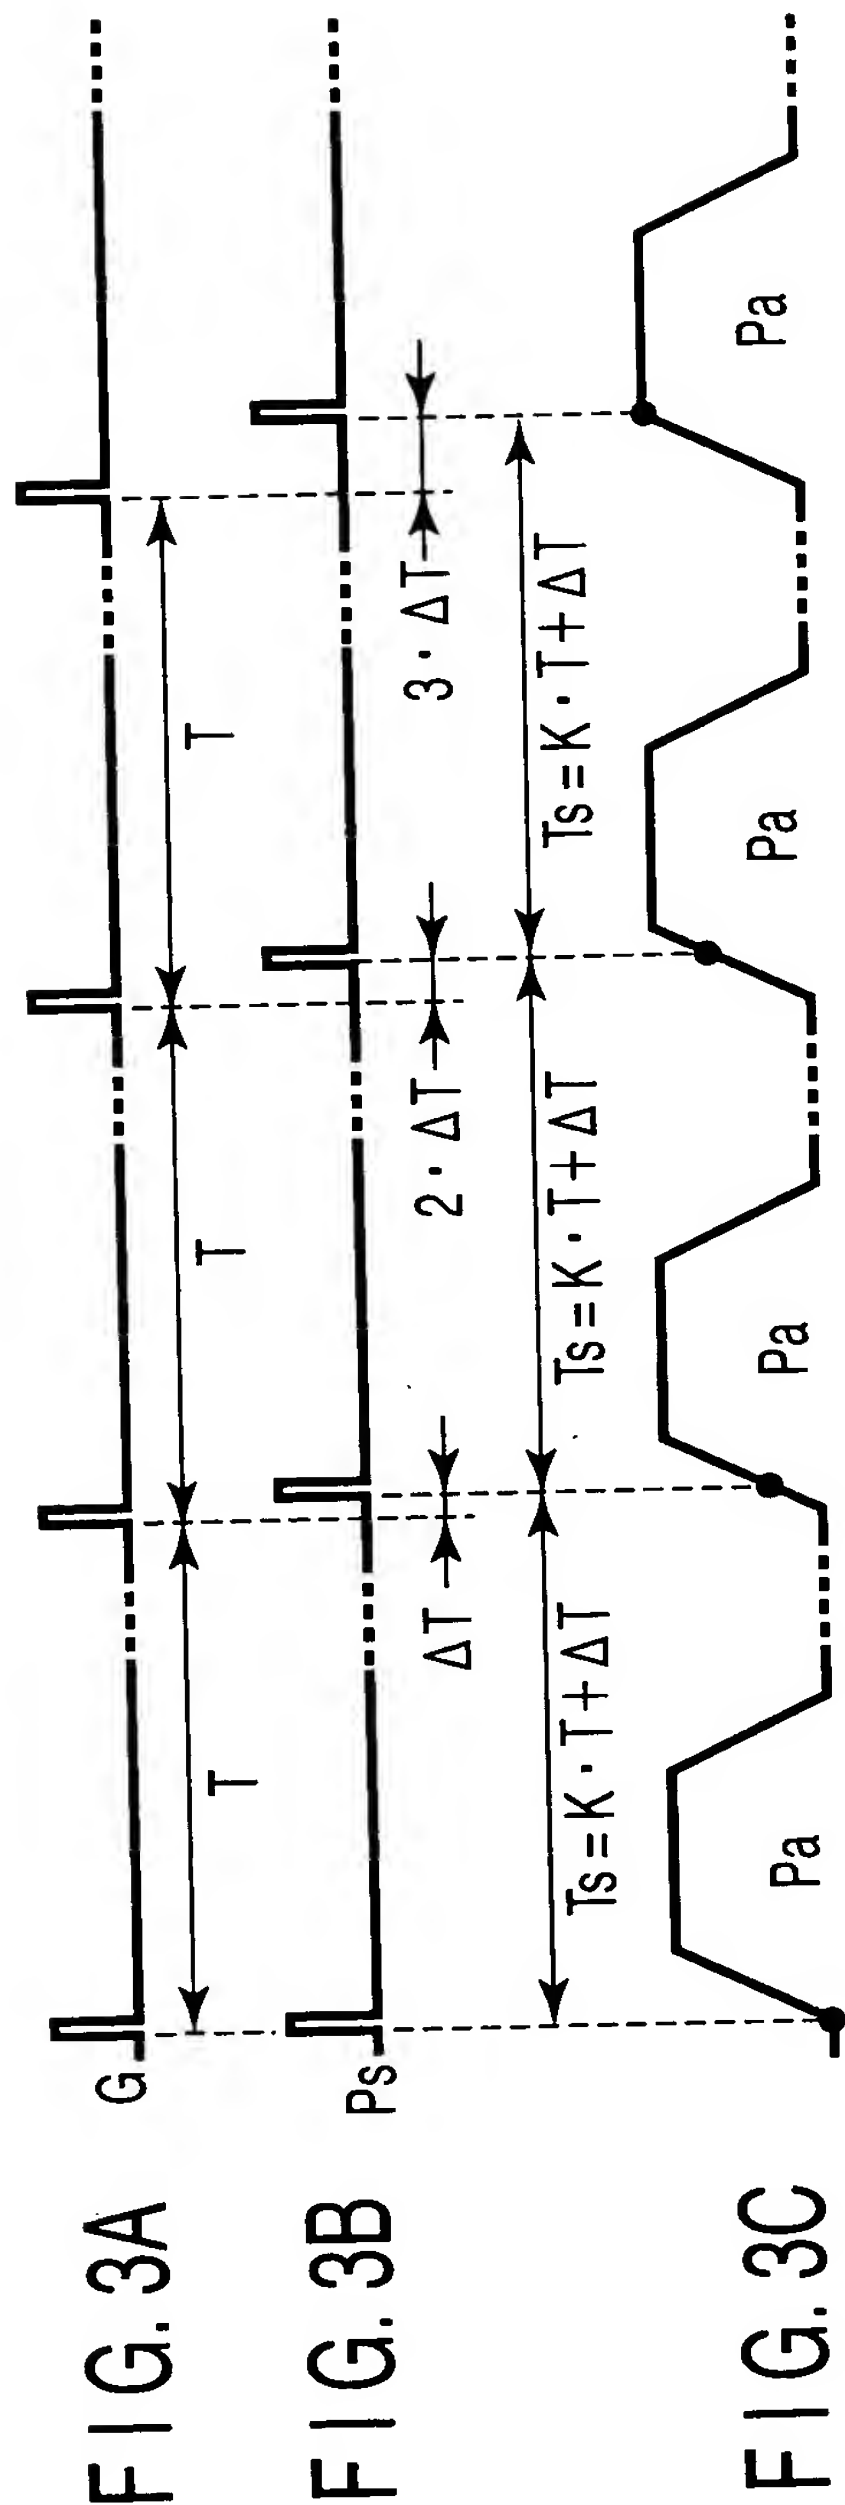 FIG. 3A
G
T
T
T
FIG. 3B
Ps
ΔT
2·ΔT
3·ΔT
Ts=K·T+ΔT
Ts=K·T+ΔT
Ts=K·T+ΔT
FIG. 3C
Pa
Pa
Pa
Pa